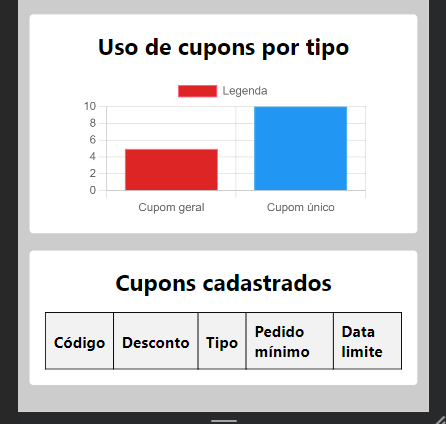 Uso de cupons por tipo
Legenda
10
8
6
4
2
0
Cupom geral Cupom único
Cupons cadastrados
Código Desconto Tipo Pedido mínimo Data limite